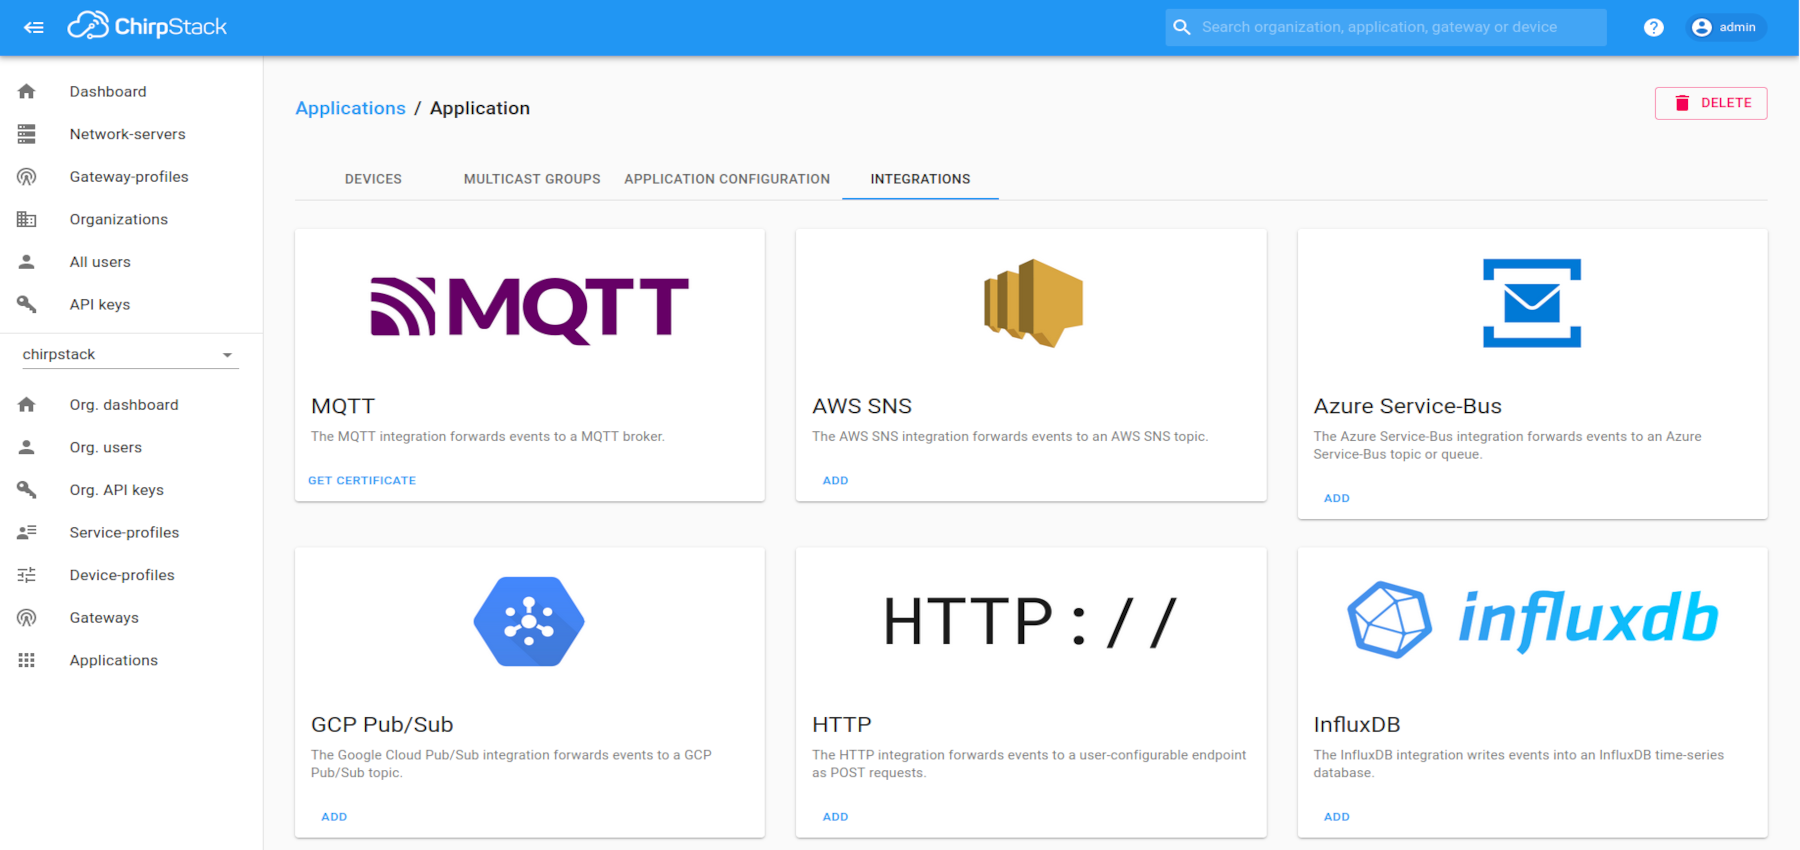 ChirpStack
Search organization, application, gateway or device
?
admin
Dashboard
Network-servers
Gateway-profiles
Organizations
All users
API keys
chirpstack
Org. dashboard
Org. users
Org. API keys
Service-profiles
Device-profiles
Gateways
Applications
Applications / Application
DELETE
DEVICES
MULTICAST GROUPS
APPLICATION CONFIGURATION
INTEGRATIONS
MQTT
MQTT
The MQTT integration forwards events to a MQTT broker.
GET CERTIFICATE
AWS SNS
The AWS SNS integration forwards events to an AWS SNS topic.
ADD
Azure Service-Bus
The Azure Service-Bus integration forwards events to an Azure
Service-Bus topic or queue.
ADD
GCP Pub/Sub
The Google Cloud Pub/Sub integration forwards events to a GCP
Pub/Sub topic.
ADD
HTTP://
HTTP
The HTTP integration forwards events to a user-configurable endpoint
as POST requests.
ADD
influxdb
InfluxDB
The InfluxDB integration writes events into an InfluxDB time-series
database.
ADD